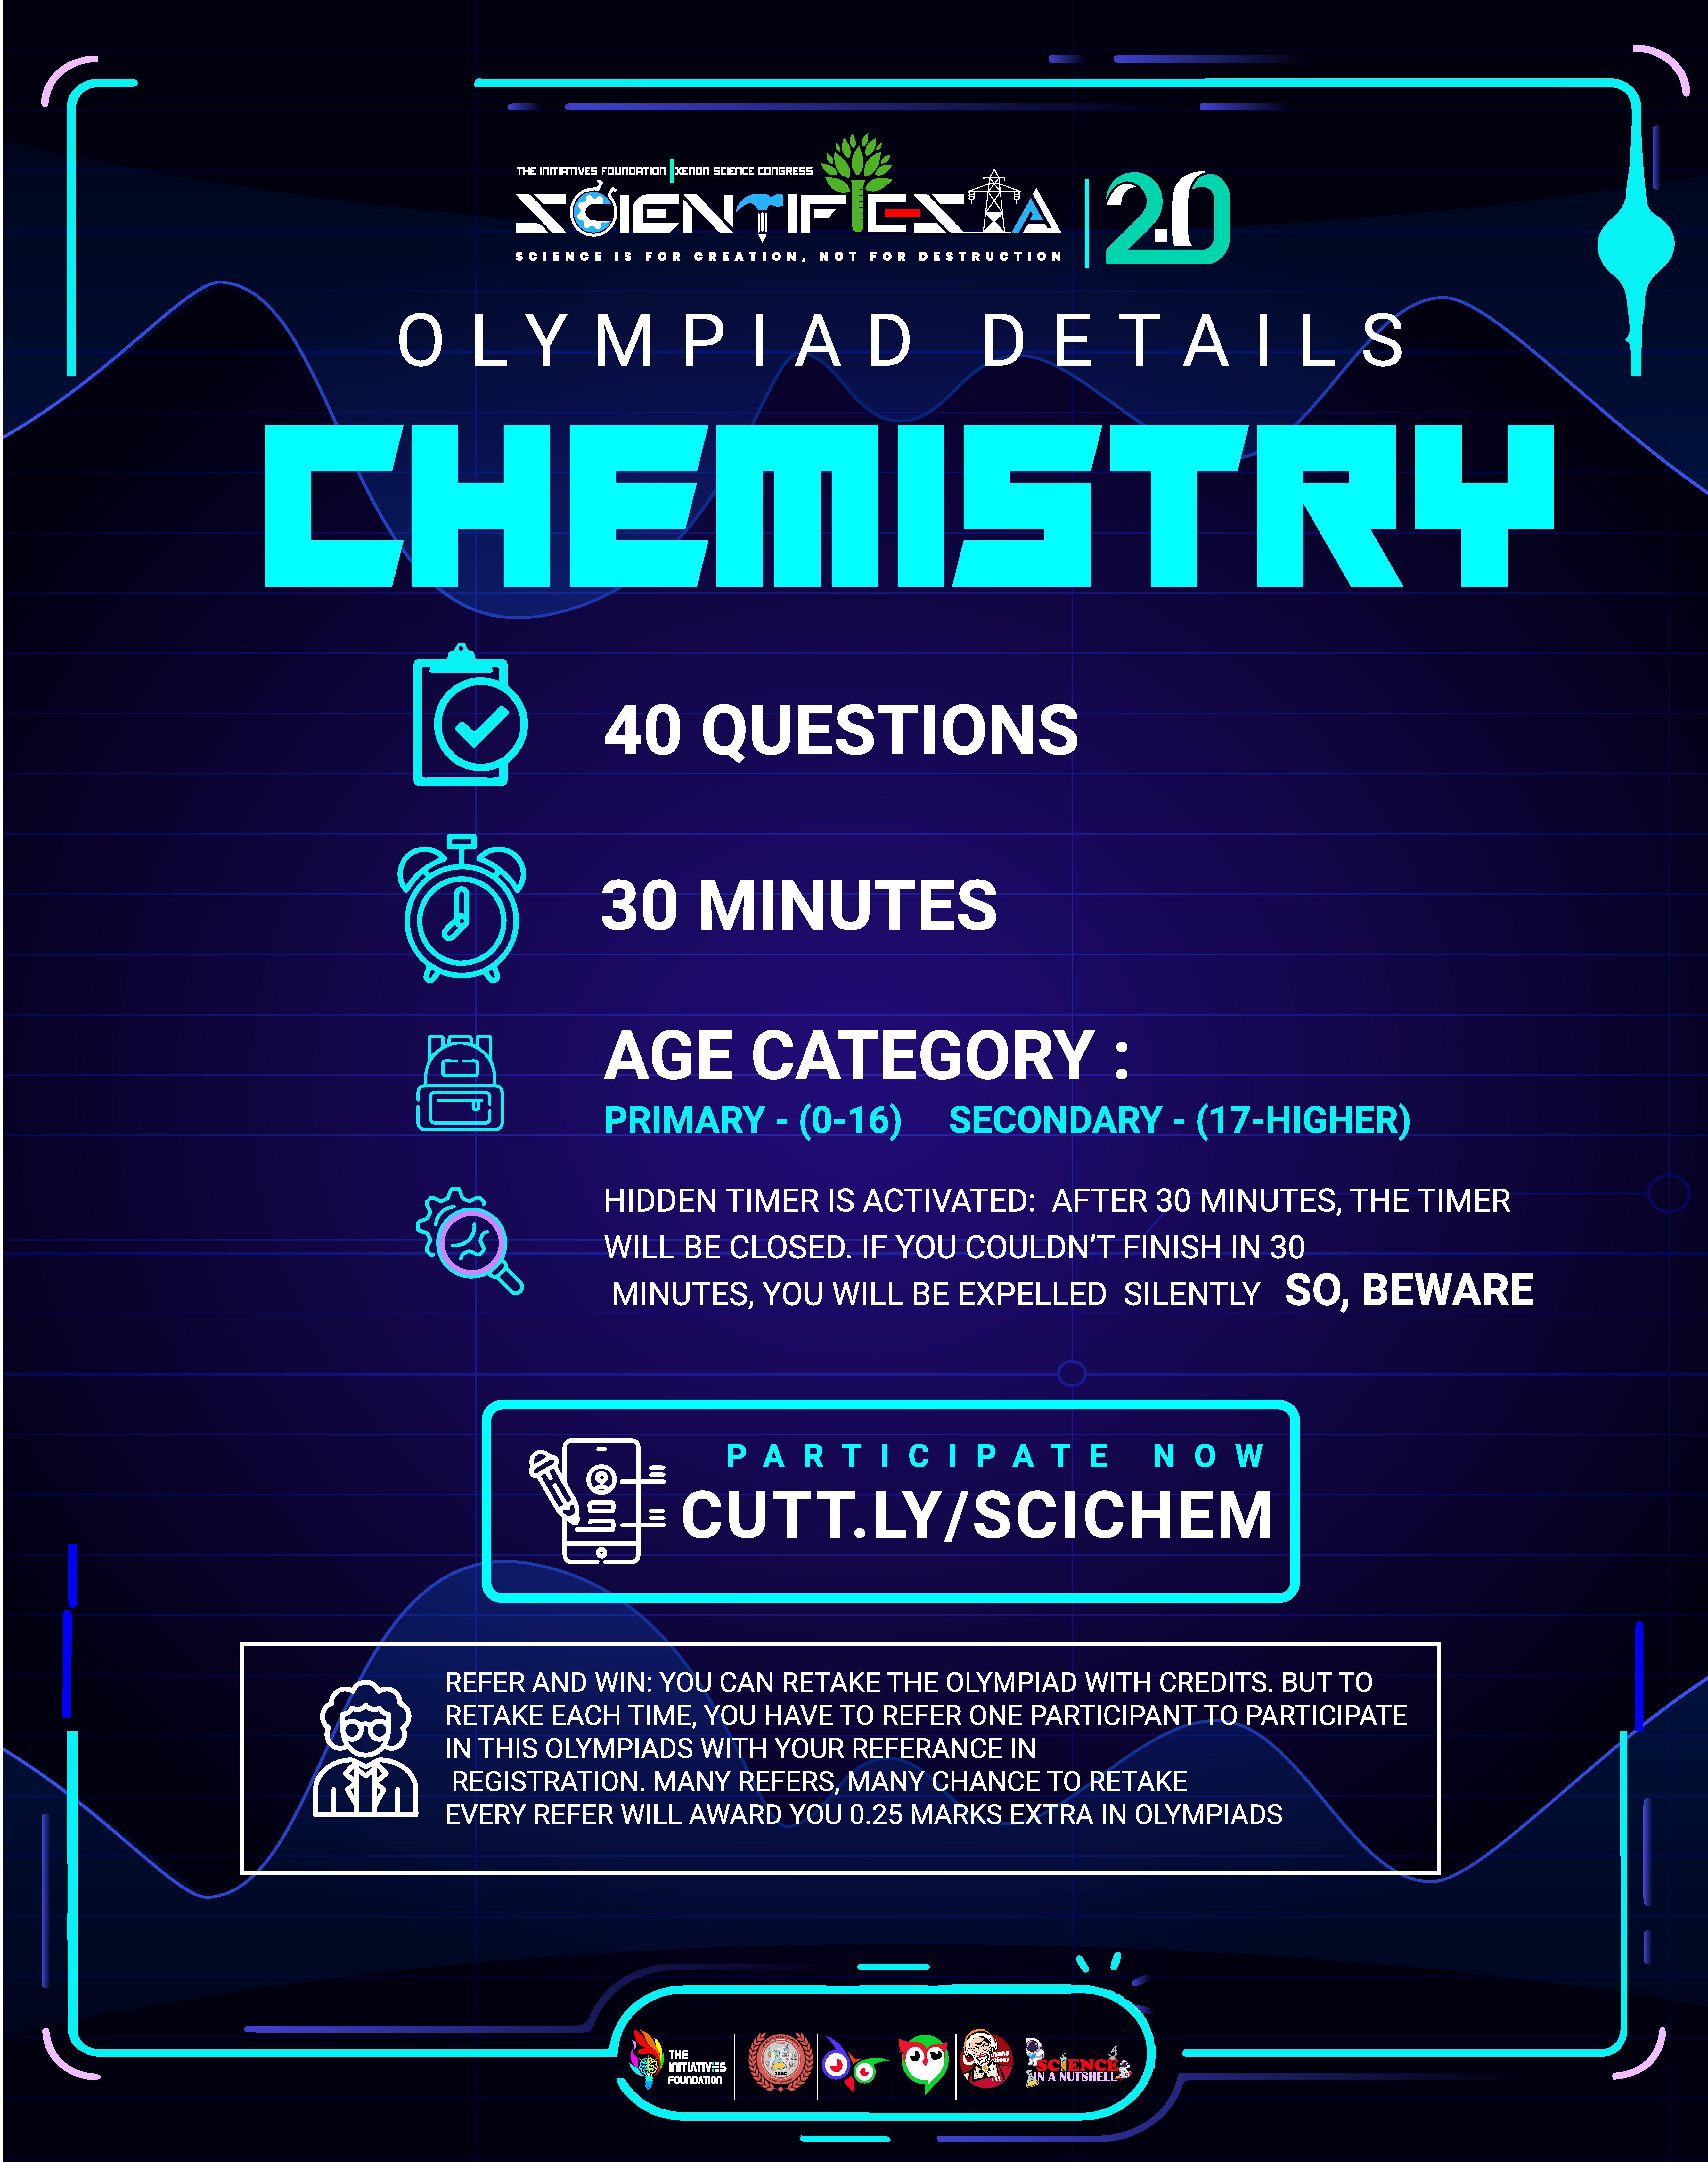 THE INITIATIVES FOUNDATION | XENON SCIENCE CONGRESS
SCIENTIFIESTA | 2.0
SCIENCE IS FOR CREATION, NOT FOR DESTRUCTION
OLYMPIAD DETAILS
CHEMISTRY
40 QUESTIONS
30 MINUTES
AGE CATEGORY :
PRIMARY - (0-16) SECONDARY - (17-HIGHER)
HIDDEN TIMER IS ACTIVATED: AFTER 30 MINUTES, THE TIMER
WILL BE CLOSED. IF YOU COULDN'T FINISH IN 30
MINUTES, YOU WILL BE EXPELLED SILENTLY SO, BEWARE
PARTICIPATE NOW
CUTT.LY/SCICHEM
REFER AND WIN: YOU CAN RETAKE THE OLYMPIAD WITH CREDITS. BUT TO
RETAKE EACH TIME, YOU HAVE TO REFER ONE PARTICIPANT TO PARTICIPATE
IN THIS OLYMPIADS WITH YOUR REFERANCE IN
REGISTRATION. MANY REFERS, MANY CHANCE TO RETAKE
EVERY REFER WILL AWARD YOU 0.25 MARKS EXTRA IN OLYMPIADS
THE
INITIATIVES
FOUNDATION
SCIENCE
IN A NUTSHELL